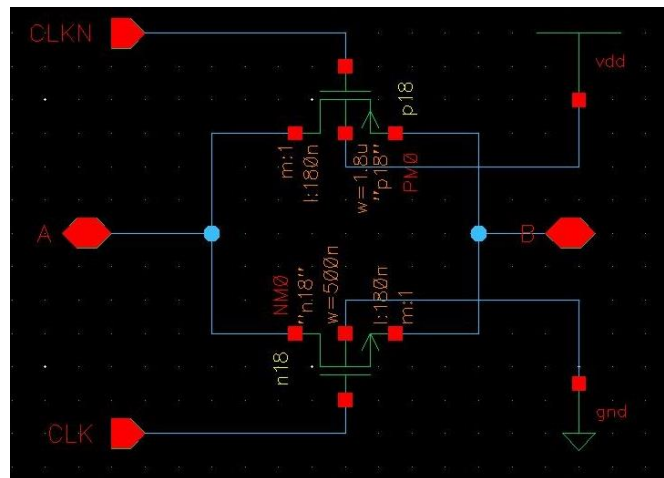 CLKN
vdd
p18
m:1
l:180n
w=1.8u
"p18"
PM0
A
B
NM0
"n18"
w=500n
l:180n
m:1
n18
gnd
CLK